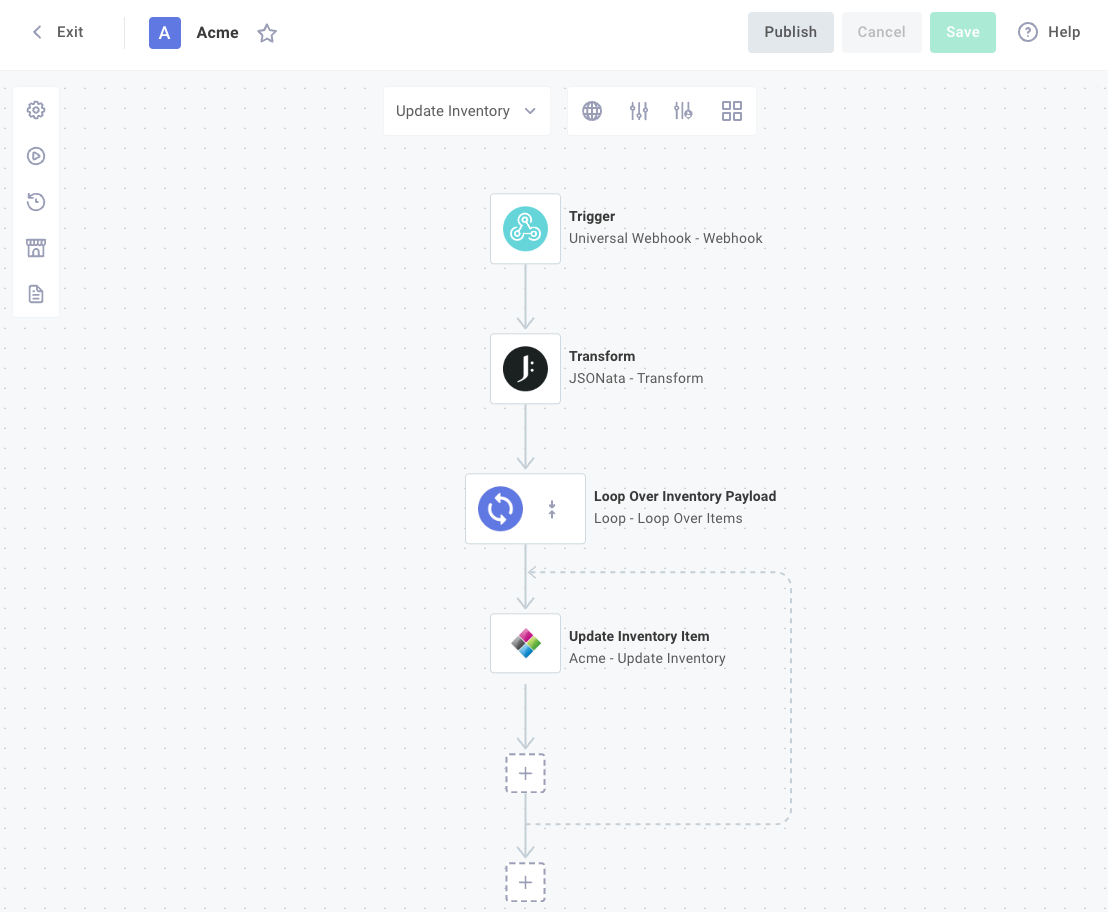 Exit
A
Acme
Publish
Cancel
Save
? Help
Update Inventory
Trigger
Universal Webhook - Webhook
J:
Transform
JSONata - Transform
Loop Over Inventory Payload
Loop - Loop Over Items
Update Inventory Item
Acme - Update Inventory